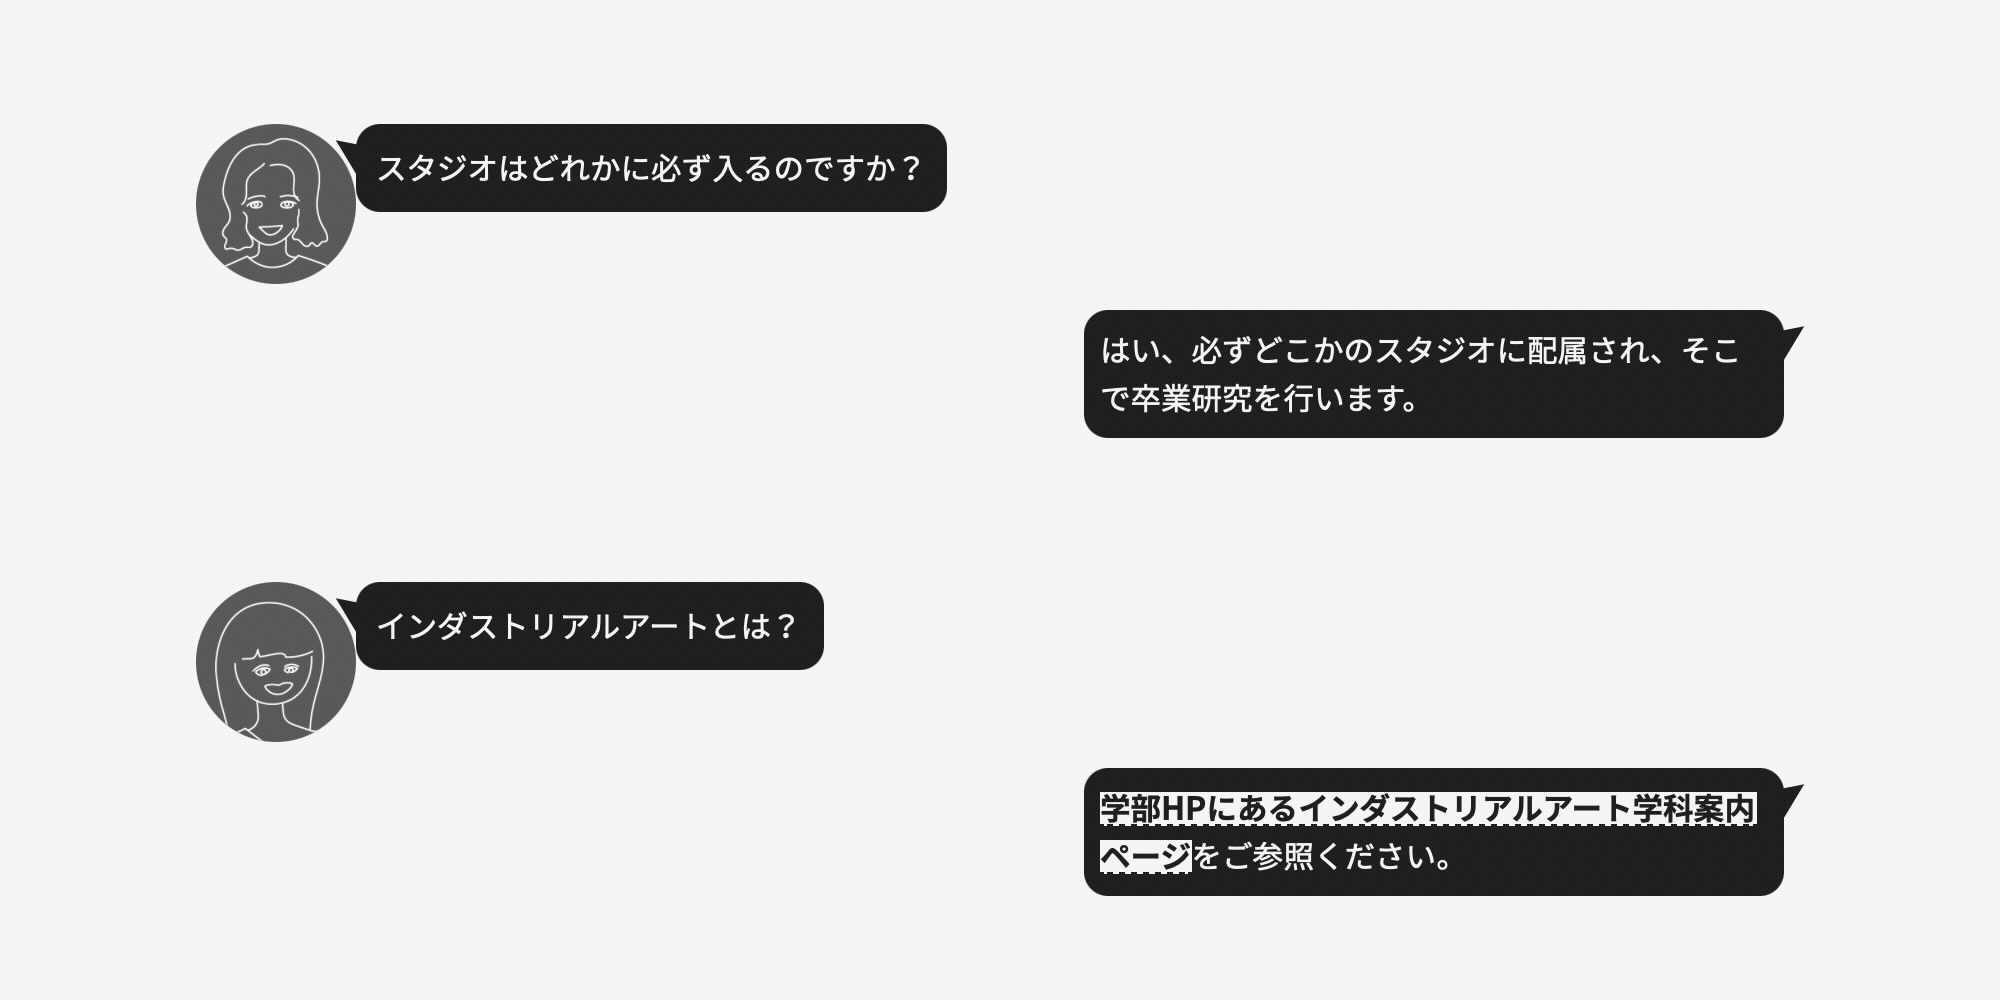 スタジオはどれかに必ず入るのですか？
はい、必ずどこかのスタジオに配属され、そこ
で卒業研究を行います。
インダストリアルアートとは？
学部HPにあるインダストリアルアート学科案内
ページをご参照ください。